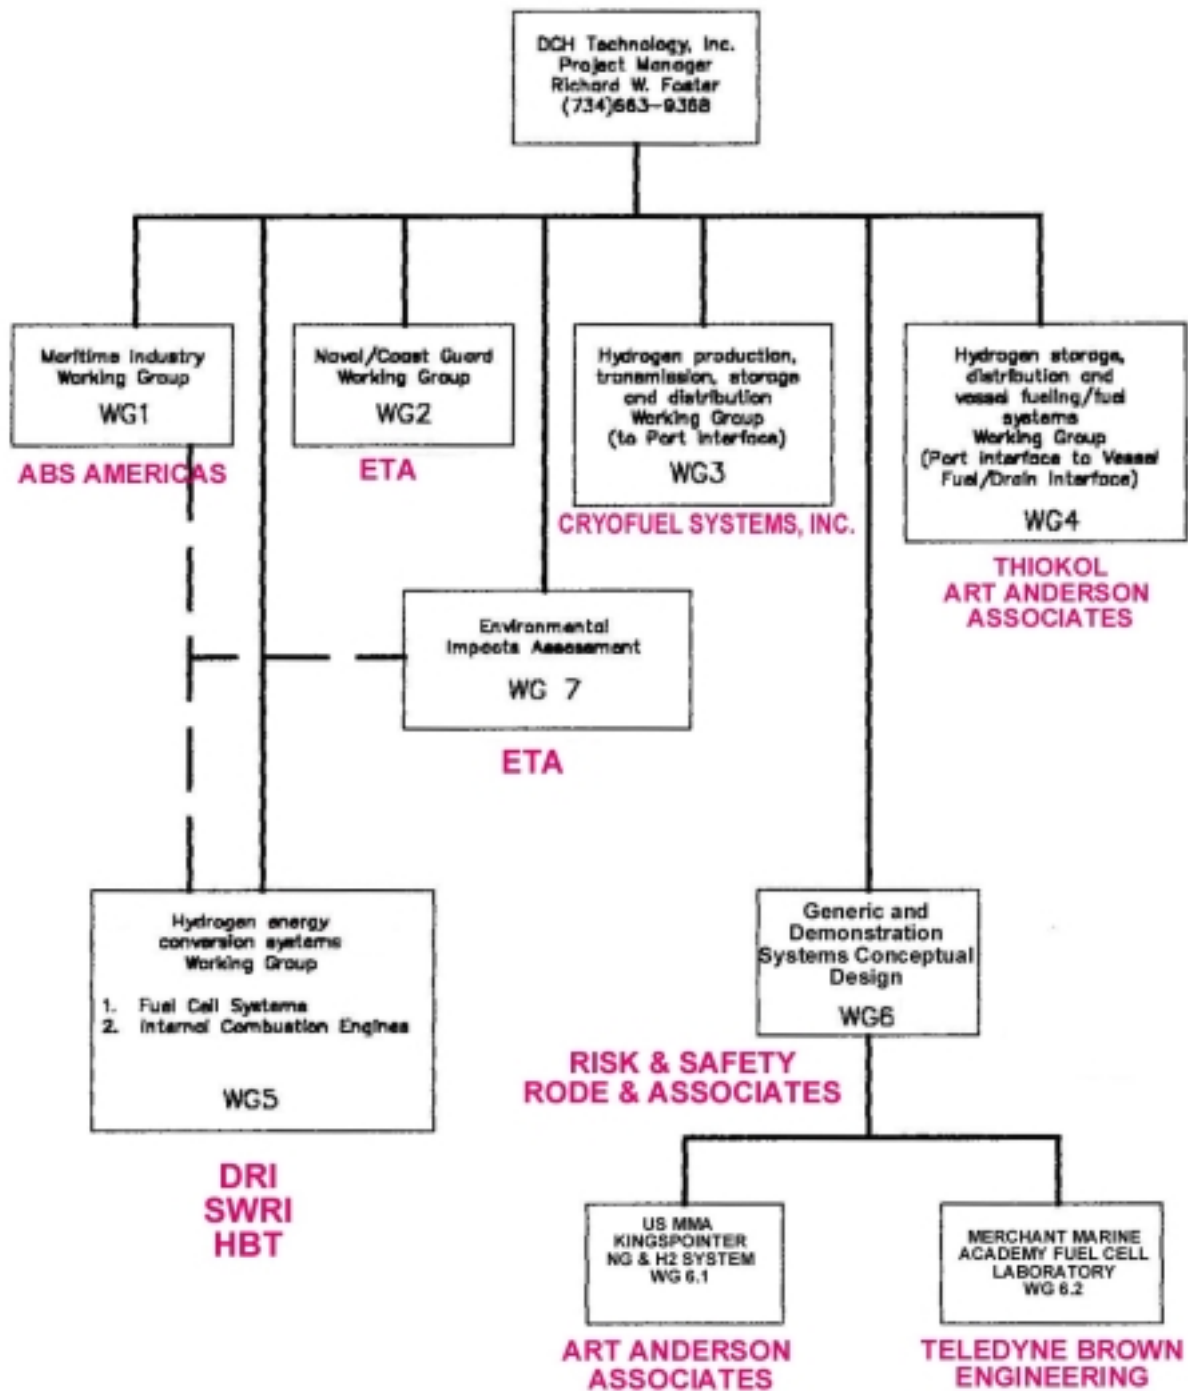 DCH Technology, Inc.
Project Manager
Richard W. Foster
(734)663-9368
Maritime Industry
Working Group
WG1
ABS AMERICAS
Naval/Coast Guard
Working Group
WG2
ETA
Hydrogen production,
transmission, storage
and distribution
Working Group
(to Port interface)
WG3
CRYOFUEL SYSTEMS, INC.
Hydrogen storage,
distribution and
vessel fueling/fuel
systems
Working Group
(Port interface to Vessel
Fuel/Drain Interface)
WG4
THIOKOL
ART ANDERSON
ASSOCIATES
Environmental
Impacts Assessment
WG 7
ETA
Hydrogen energy
conversion systems
Working Group
1. Fuel Cell Systems
2. Internal Combustion Engines
WG5
DRI
SWRI
HBT
Generic and
Demonstration
Systems Conceptual
Design
WG6
RISK & SAFETY
RODE & ASSOCIATES
US MMA
KINGSPOINTER
NG & H2 SYSTEM
WG 6.1
ART ANDERSON
ASSOCIATES
MERCHANT MARINE
ACADEMY FUEL CELL
LABORATORY
WG 6.2
TELEDYNE BROWN
ENGINEERING